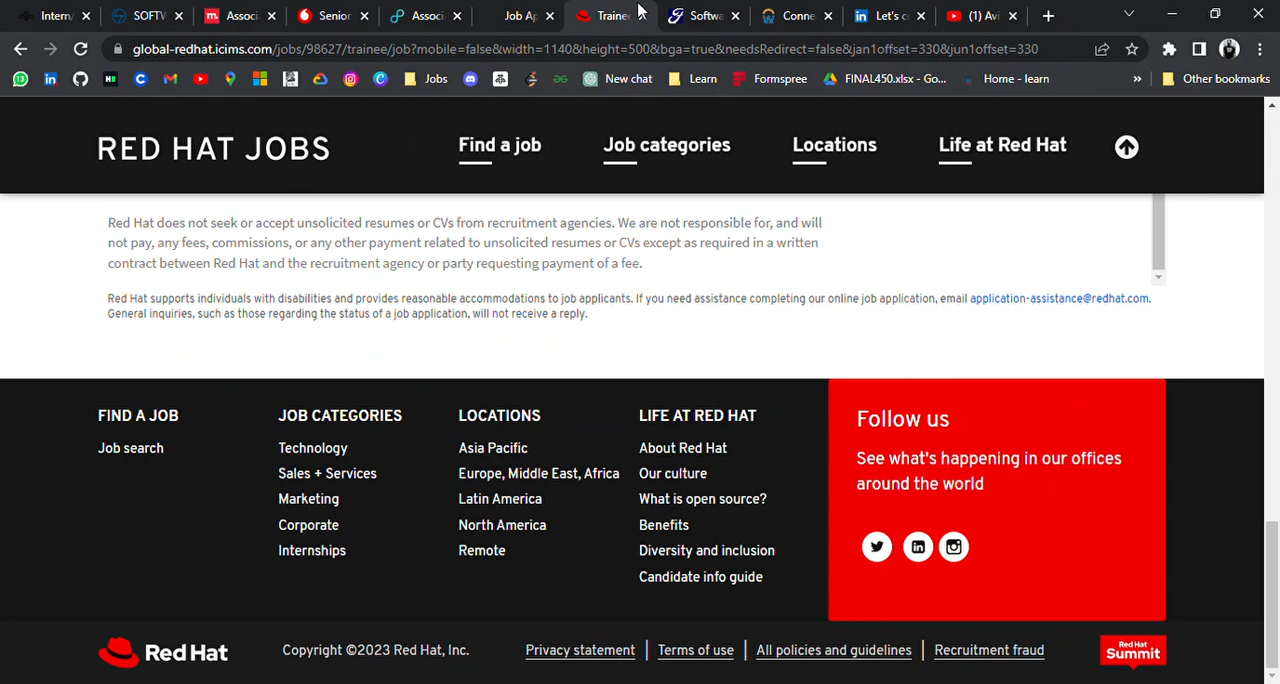 Intern/
SOFTW
Associ
Senior
Associ
Job Ap
Traine
Softwa
Conne
Let's c
(1) Avi
global-redhat.icims.com/jobs/98627/trainee/job?mobile=false&width=1140&height=500&bga=true&needsRedirect=false&jan1offset=330&jun1offset=330
Jobs
New chat
Learn
Formspree
FINAL450.xlsx - Go...
Home - learn
»
Other bookmarks
RED HAT JOBS
Find a job
Job categories
Locations
Life at Red Hat
Red Hat does not seek or accept unsolicited resumes or CVs from recruitment agencies. We are not responsible for, and will
not pay, any fees, commissions, or any other payment related to unsolicited resumes or CVs except as required in a written
contract between Red Hat and the recruitment agency or party requesting payment of a fee.
Red Hat supports individuals with disabilities and provides reasonable accommodations to job applicants. If you need assistance completing our online job application, email application-assistance@redhat.com.
General inquiries, such as those regarding the status of a job application, will not receive a reply.
FIND A JOB
Job search
JOB CATEGORIES
Technology
Sales + Services
Marketing
Corporate
Internships
LOCATIONS
Asia Pacific
Europe, Middle East, Africa
Latin America
North America
Remote
LIFE AT RED HAT
About Red Hat
Our culture
What is open source?
Benefits
Diversity and inclusion
Candidate info guide
Follow us
See what's happening in our offices
around the world
Red Hat
Copyright ©2023 Red Hat, Inc.
Privacy statement | Terms of use | All policies and guidelines | Recruitment fraud
Red Hat
Summit